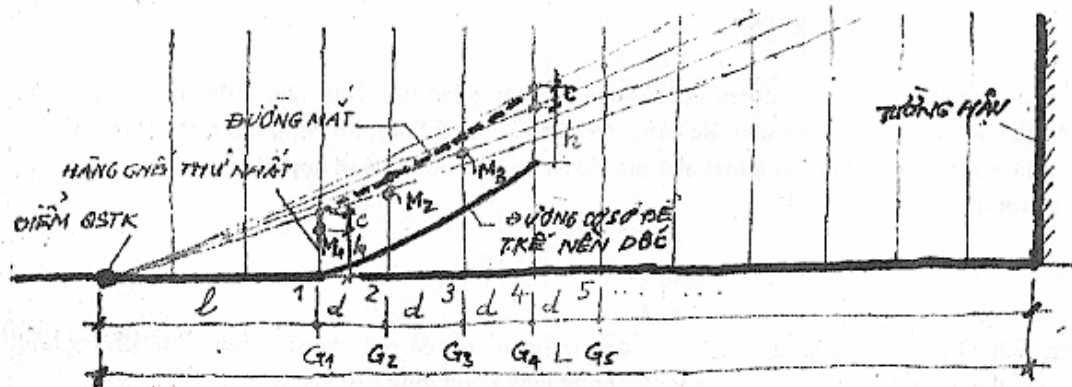 TƯỜNG HẬU
ĐƯỜNG MẮT
C
h
HÀNG GHẾ THỨ NHẤT
M2
M3
ĐIỂM QSTK
M1
C
h
ĐƯỜNG CƠ SỞ ĐỂ
T.KẾ NỀN DỐC
l 1 d 2 d 3 d 4 d 5 . . . . . .
G1 G2 G3 G4 L G5